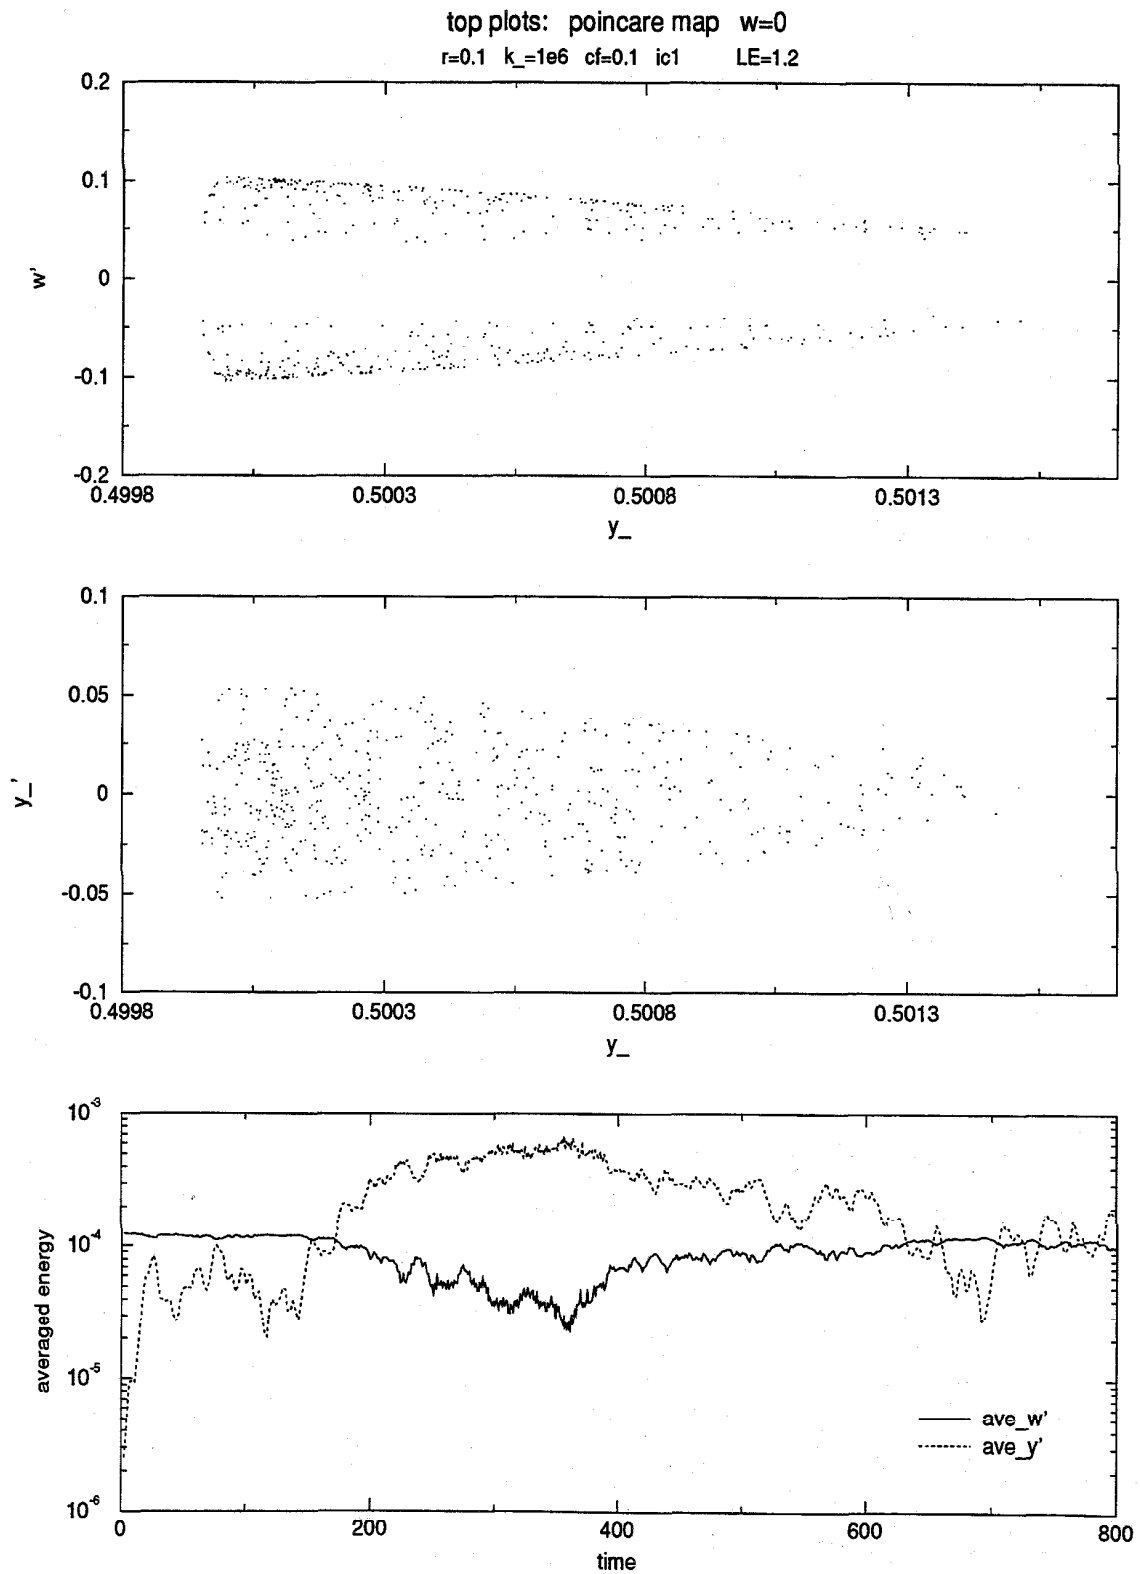 top plots: poincare map w=0
r=0.1 k_=1e6 cf=0.1 ic1 LE=1.2
0.2
0.1
0
-0.1
-0.2
w'
0.4998 0.5003 0.5008 0.5013
y_
0.1
0.05
0
-0.05
-0.1
y_'
0.4998 0.5003 0.5008 0.5013
y_
10^-3
10^-4
10^-5
10^-6
averaged energy
ave_w'
ave_y'
0 200 400 600 800
time